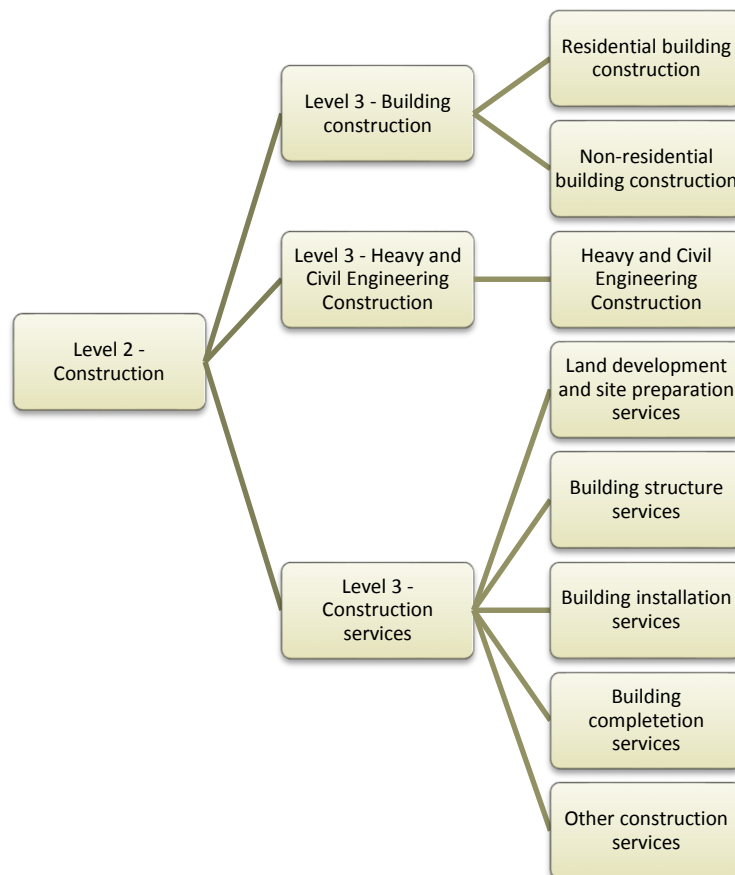 Level 2 -
Construction
Level 3 - Building
construction
Residential building
construction
Non-residential
building construction
Level 3 - Heavy and
Civil Engineering
Construction
Heavy and Civil
Engineering
Construction
Level 3 -
Construction
services
Land development
and site preparation
services
Building structure
services
Building installation
services
Building
completetion
services
Other construction
services